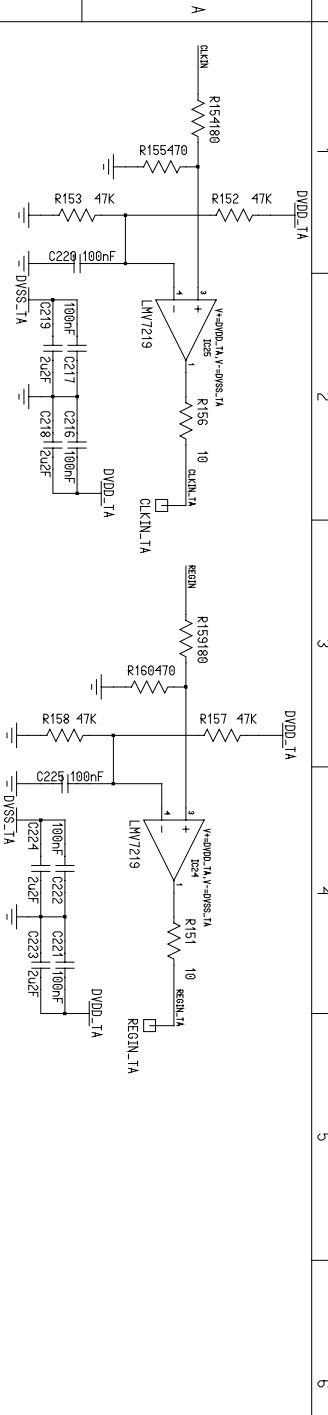 A
1
2
3
4
5
6
CLKIN
R154180
R155470
R153 47K
R152 47K
DVDD_TA
C220 100nF
DVSS_TA
4
3
1
V+=DVDD_TA,V-=DVSS_TA
IC25
LMV7219
R156 10
CLKIN_TA
CLKIN_TA
100nF C217
C219 2u2F
C216 100nF
C218 2u2F
DVDD_TA
REGIN
R159180
R160470
R158 47K
R157 47K
DVDD_TA
C225 100nF
DVSS_TA
4
3
1
V+=DVDD_TA,V-=DVSS_TA
IC24
LMV7219
R151 10
REGIN_TA
REGIN_TA
100nF C222
C224 2u2F
C221 100nF
C223 2u2F
DVDD_TA